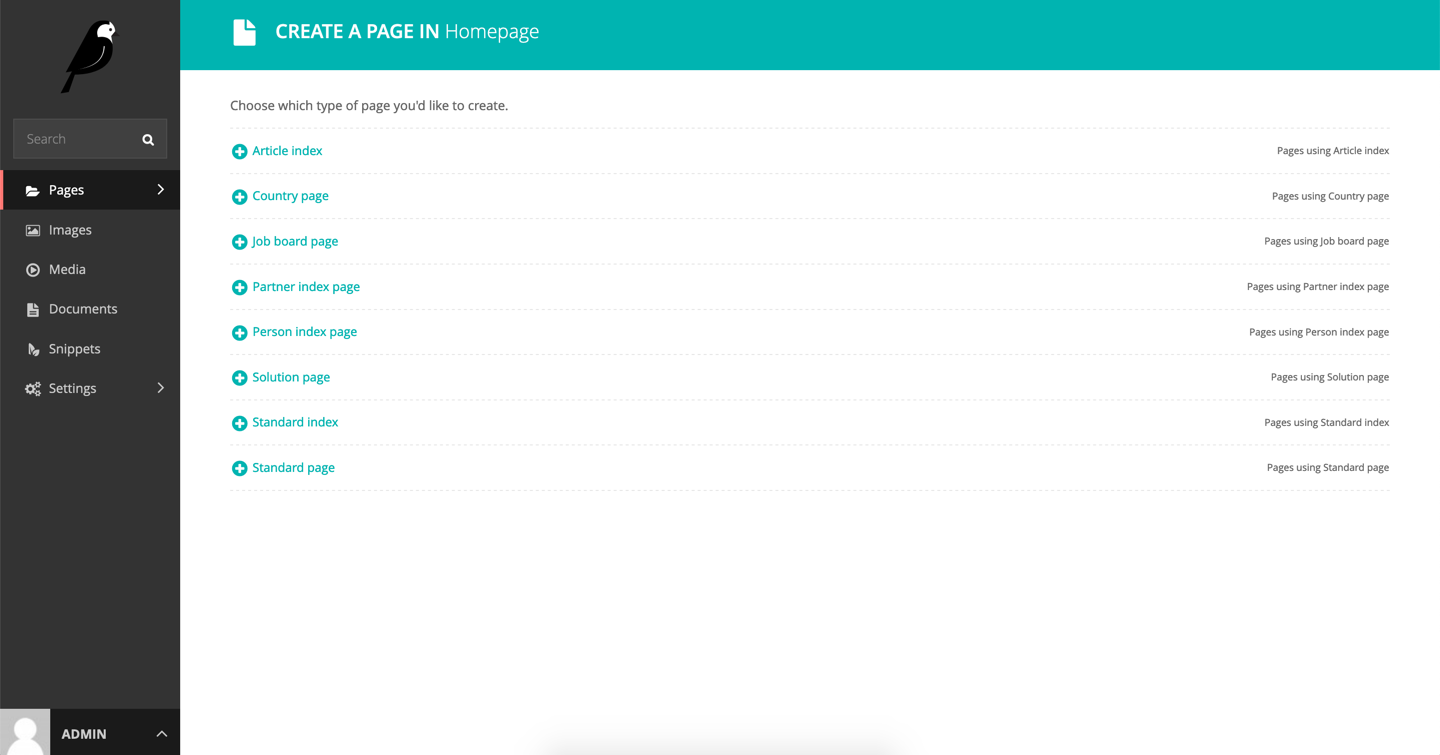 Search
Pages
Images
Media
Documents
Snippets
Settings
ADMIN
CREATE A PAGE IN Homepage
Choose which type of page you'd like to create.
Article index Pages using Article index
Country page Pages using Country page
Job board page Pages using Job board page
Partner index page Pages using Partner index page
Person index page Pages using Person index page
Solution page Pages using Solution page
Standard index Pages using Standard index
Standard page Pages using Standard page